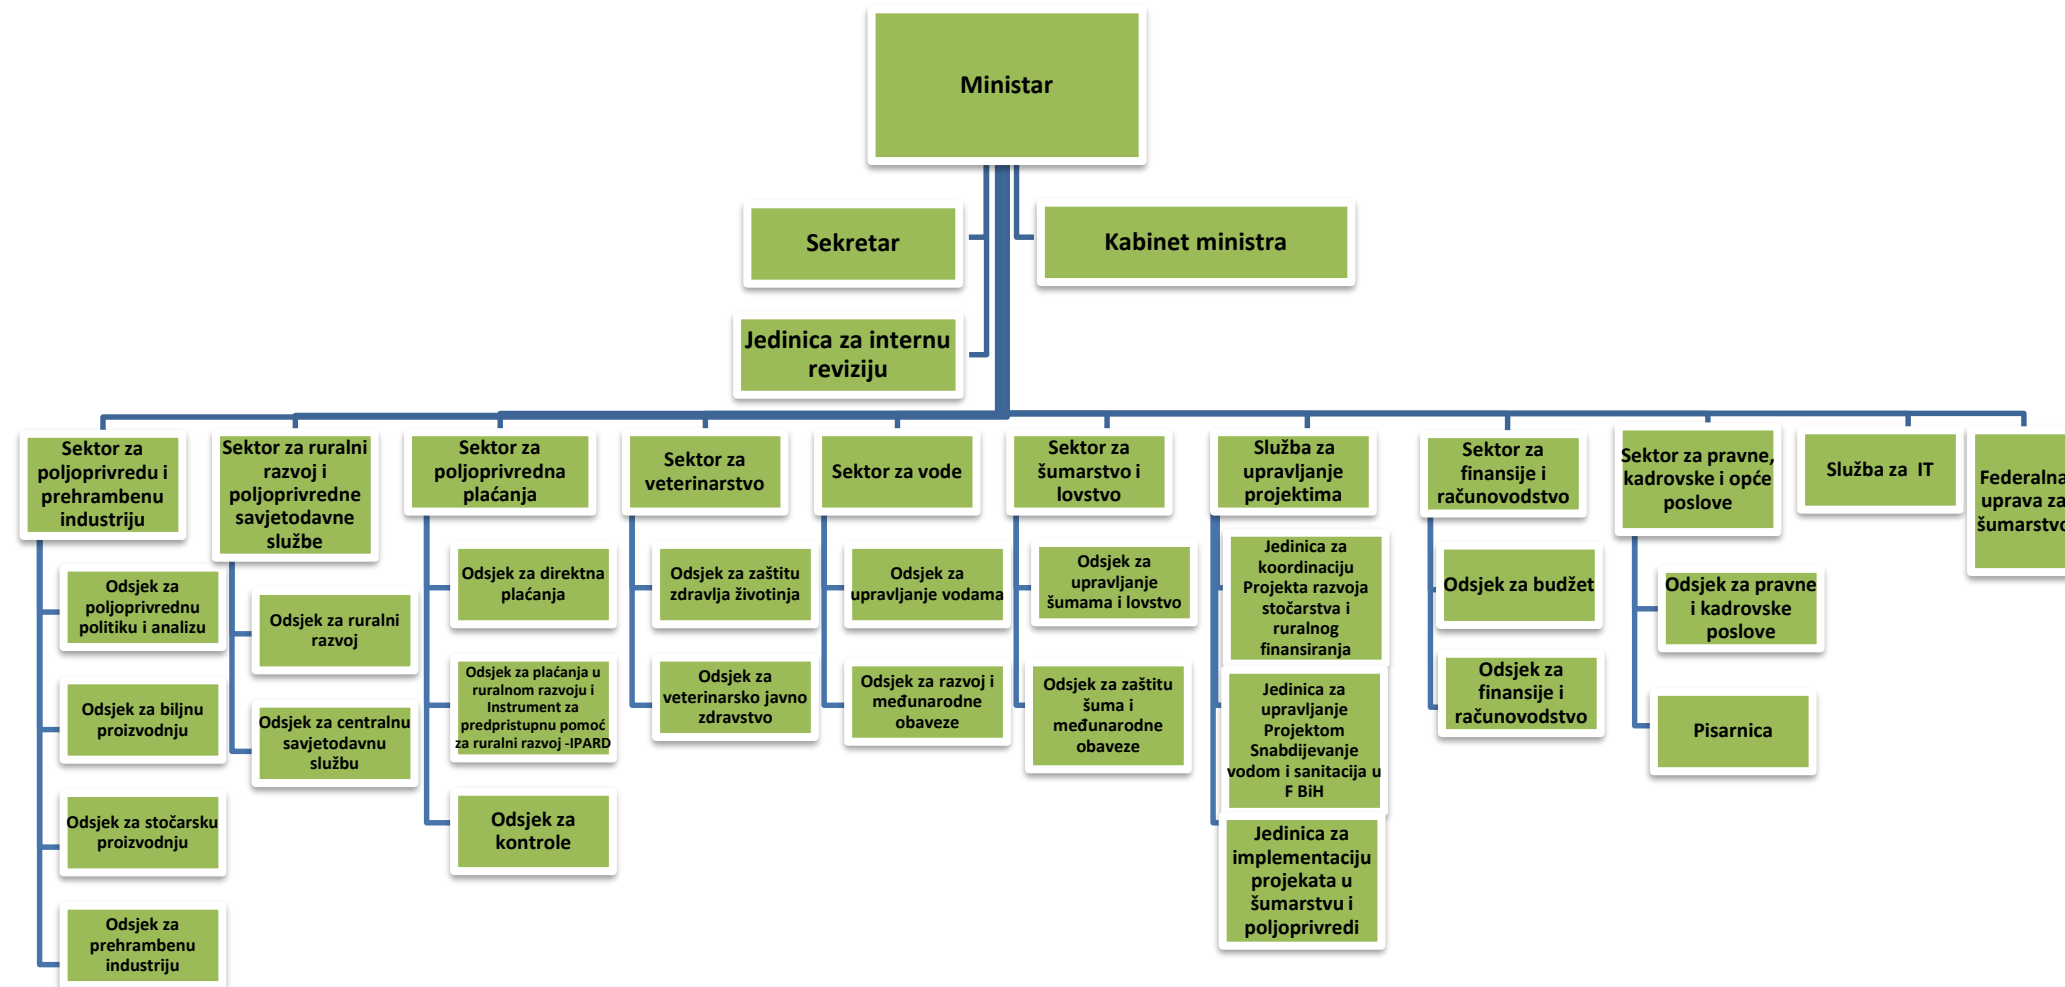 Ministar
Sekretar
Kabinet ministra
Jedinica za internu
reviziju
Sektor za
poljoprivredu i
prehrambenu
industriju
Odsjek za
poljoprivrednu
politiku i analizu
Odsjek za biljnu
proizvodnju
Odsjek za stočarsku
proizvodnju
Odsjek za
prehrambenu
industriju
Sektor za ruralni
razvoj i
poljoprivredne
savjetodavne
službe
Odsjek za ruralni
razvoj
Odsjek za centralnu
savjetodavnu
službu
Sektor za
poljoprivredna
plaćanja
Odsjek za direktna
plaćanja
Odsjek za plaćanja u
ruralnom razvoju i
Instrument za
predpristupnu pomoć
za ruralni razvoj -IPARD
Odsjek za
kontrole
Sektor za
veterinarstvo
Odsjek za zaštitu
zdravlja životinja
Odsjek za
veterinarsko javno
zdravstvo
Sektor za vode
Odsjek za
upravljanje vodama
Odsjek za razvoj i
međunarodne
obaveze
Sektor za
šumarstvo i
lovstvo
Odsjek za
upravljanje
šumama i lovstvo
Odsjek za zaštitu
šuma i
međunarodne
obaveze
Služba za
upravljanje
projektima
Jedinica za
koordinaciju
Projekta razvoja
stočarstva i
ruralnog
finansiranja
Jedinica za
upravljanje
Projektom
Snabdijevanje
vodom i sanitacija u
F BiH
Jedinica za
implementaciju
projekata u
šumarstvu i
poljoprivredi
Sektor za
finansije i
računovodstvo
Odsjek za budžet
Odsjek za
finansije i
računovodstvo
Sektor za pravne,
kadrovske i opće
poslove
Odsjek za pravne
i kadrovske
poslove
Pisarnica
Služba za  IT
Federalna
uprava za
šumarstvo